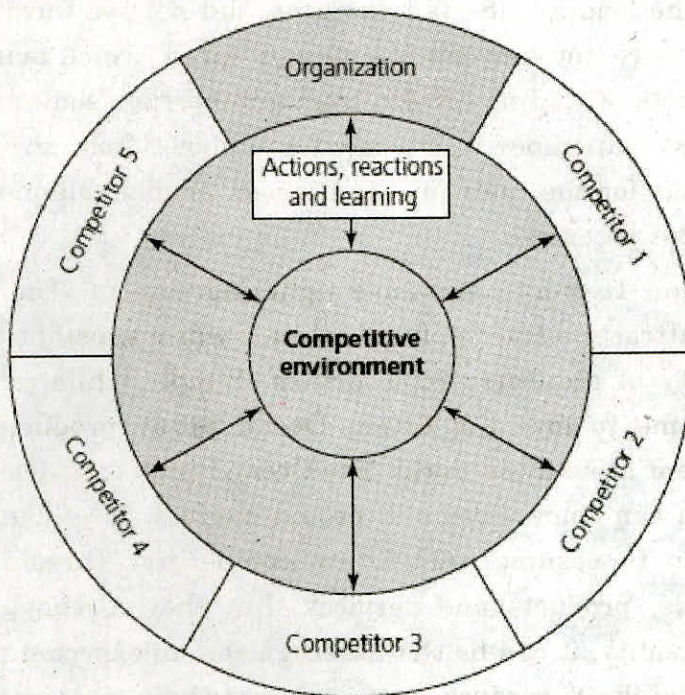 Organization
Actions, reactions
and learning
Competitor 5
Competitor 1
Competitive
environment
Competitor 4
Competitor 2
Competitor 3